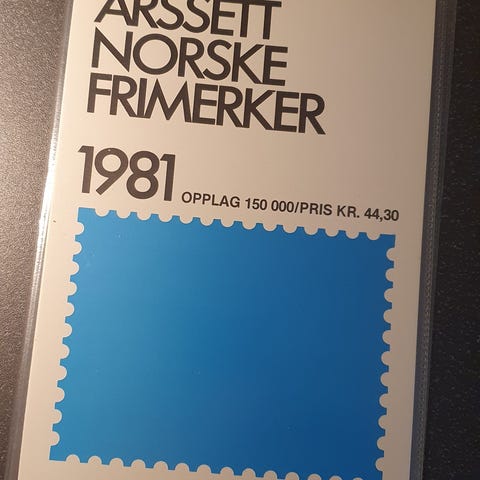 ÅRSSETT
NORSKE
FRIMERKER
1981 OPPLAG 150 000/PRIS KR. 44,30